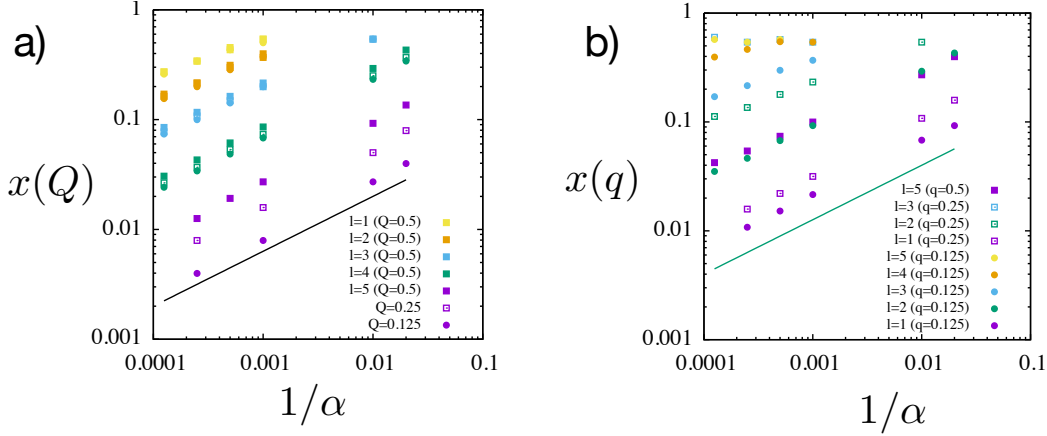 a)
1
0.1
0.01
0.001
x(Q)
l=1 (Q=0.5)
l=2 (Q=0.5)
l=3 (Q=0.5)
l=4 (Q=0.5)
l=5 (Q=0.5)
Q=0.25
Q=0.125
0.0001 0.001 0.01 0.1
1/α
b)
1
0.1
0.01
0.001
x(q)
l=5 (q=0.5)
l=3 (q=0.25)
l=2 (q=0.25)
l=1 (q=0.25)
l=5 (q=0.125)
l=4 (q=0.125)
l=3 (q=0.125)
l=2 (q=0.125)
l=1 (q=0.125)
0.0001 0.001 0.01 0.1
1/α